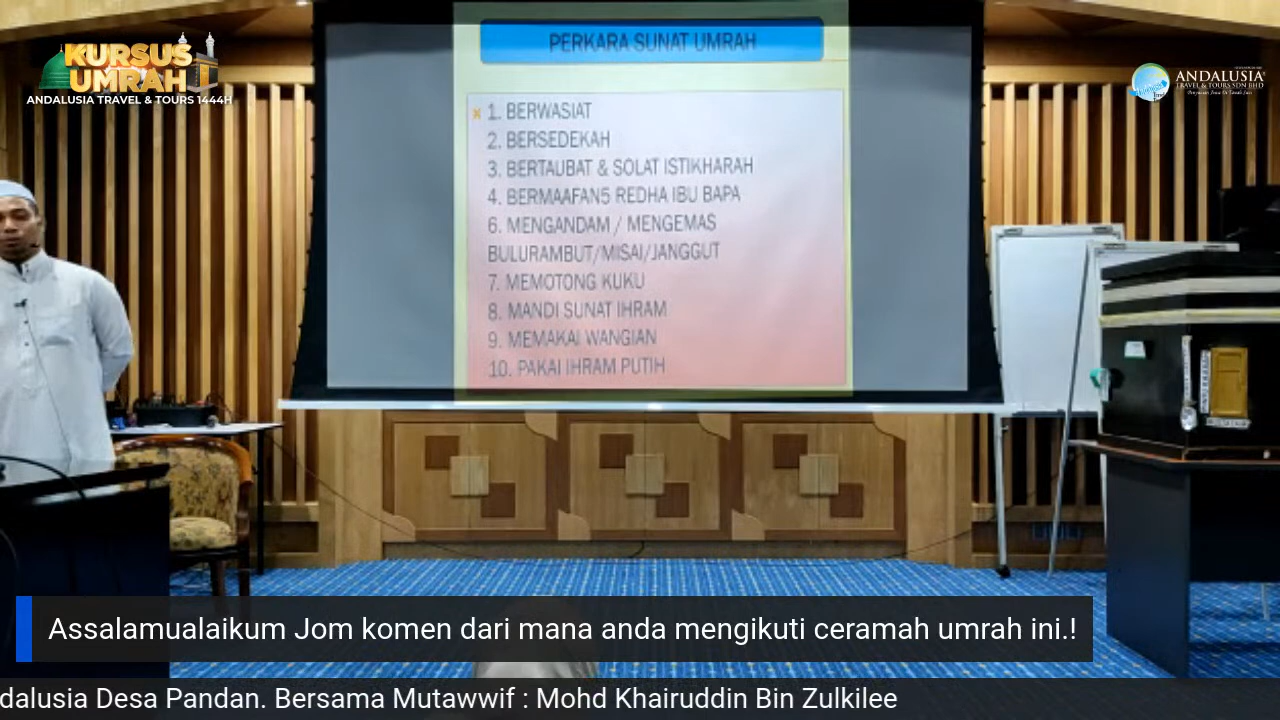 KURSUS
UMRAH
ANDALUSIA TRAVEL & TOURS 1444H
ANDALUSIA
TRAVEL & TOURS SDN BHD
PERKARA SUNAT UMRAH
1. BERWASIAT
2. BERSEDEKAH
3. BERTAUBAT & SOLAT ISTIKHARAH
4. BERMAAFAN5 REDHA IBU BAPA
6. MENGANDAM / MENGEMAS
BULURAMBUT/MISAI/JANGGUT
7. MEMOTONG KUKU
8. MANDI SUNAT IHRAM
9. MEMAKAI WANGIAN
10. PAKAI IHRAM PUTIH
Assalamualaikum Jom komen dari mana anda mengikuti ceramah umrah ini.!
dalusia Desa Pandan. Bersama Mutawwif : Mohd Khairuddin Bin Zulkilee